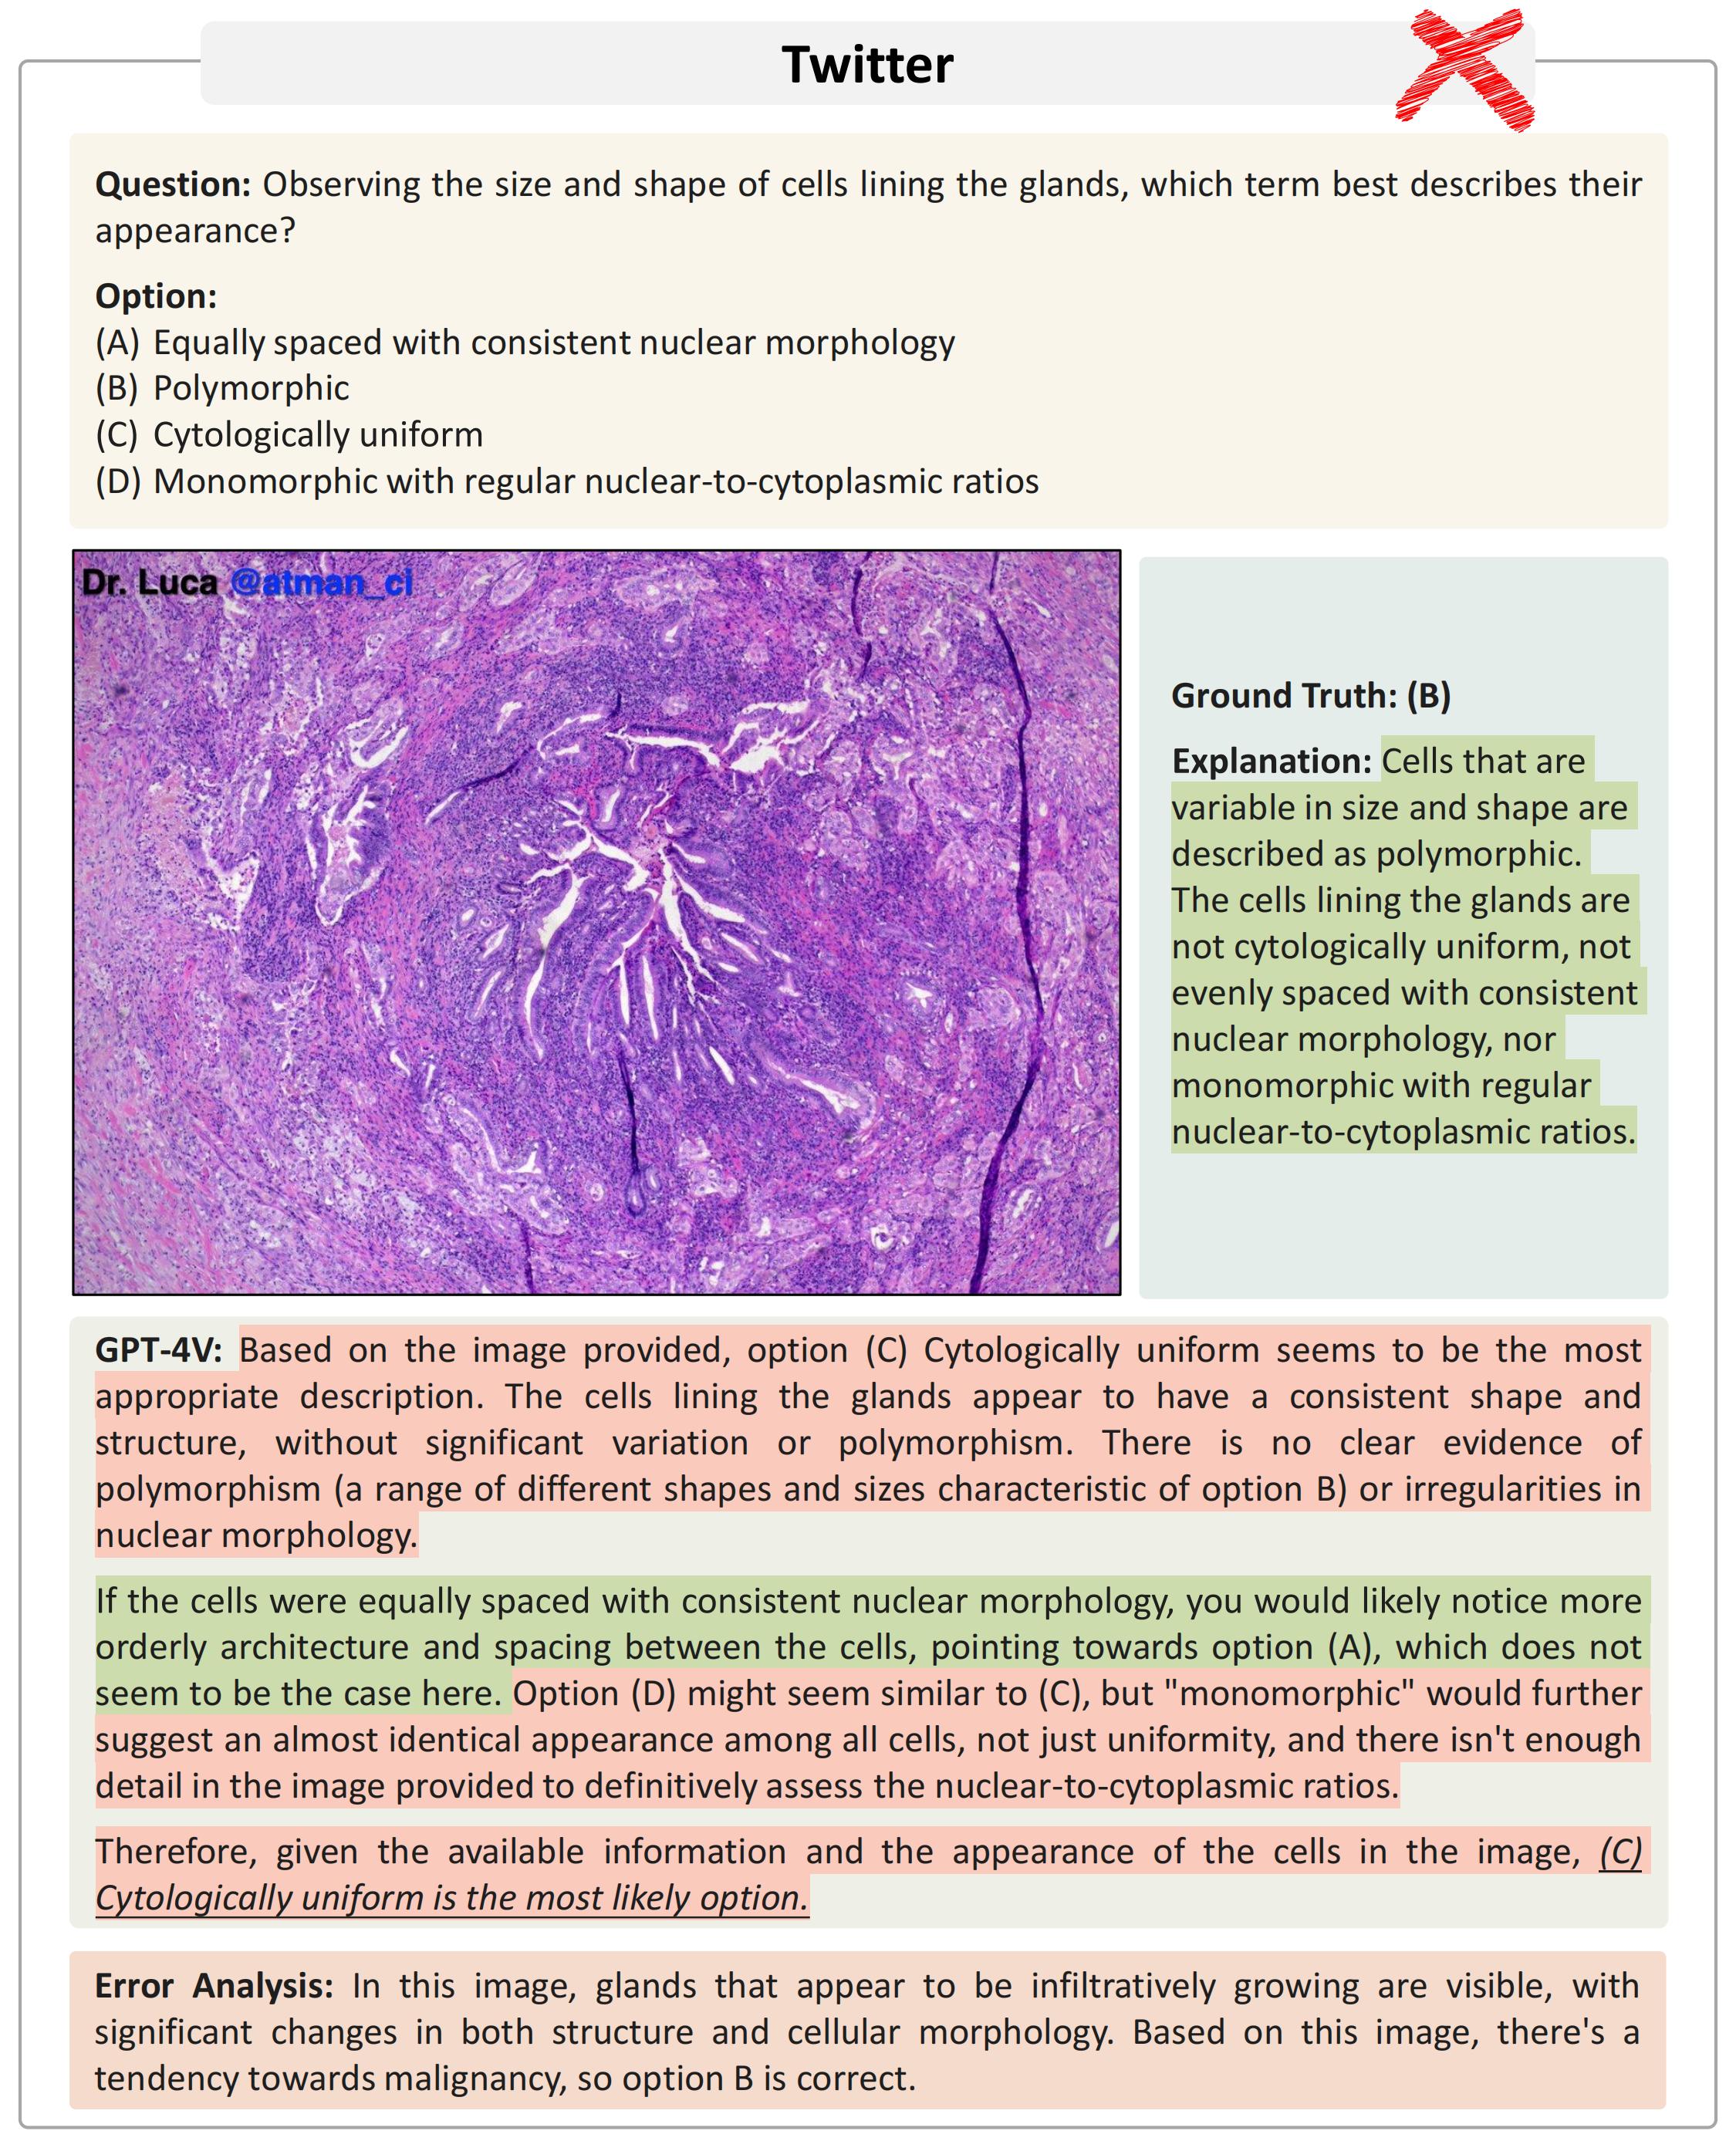 Twitter
Question: Observing the size and shape of cells lining the glands, which term best describes their
appearance?
Option:
(A) Equally spaced with consistent nuclear morphology
(B) Polymorphic
(C) Cytologically uniform
(D) Monomorphic with regular nuclear-to-cytoplasmic ratios
Dr. Luca @atman_ci
Ground Truth: (B)
Explanation: Cells that are
variable in size and shape are
described as polymorphic.
The cells lining the glands are
not cytologically uniform, not
evenly spaced with consistent
nuclear morphology, nor
monomorphic with regular
nuclear-to-cytoplasmic ratios.
GPT-4V: Based on the image provided, option (C) Cytologically uniform seems to be the most
appropriate description. The cells lining the glands appear to have a consistent shape and
structure, without significant variation or polymorphism. There is no clear evidence of
polymorphism (a range of different shapes and sizes characteristic of option B) or irregularities in
nuclear morphology.
If the cells were equally spaced with consistent nuclear morphology, you would likely notice more
orderly architecture and spacing between the cells, pointing towards option (A), which does not
seem to be the case here. Option (D) might seem similar to (C), but "monomorphic" would further
suggest an almost identical appearance among all cells, not just uniformity, and there isn't enough
detail in the image provided to definitively assess the nuclear-to-cytoplasmic ratios.
Therefore, given the available information and the appearance of the cells in the image, (C)
Cytologically uniform is the most likely option.
Error Analysis: In this image, glands that appear to be infiltratively growing are visible, with
significant changes in both structure and cellular morphology. Based on this image, there's a
tendency towards malignancy, so option B is correct.